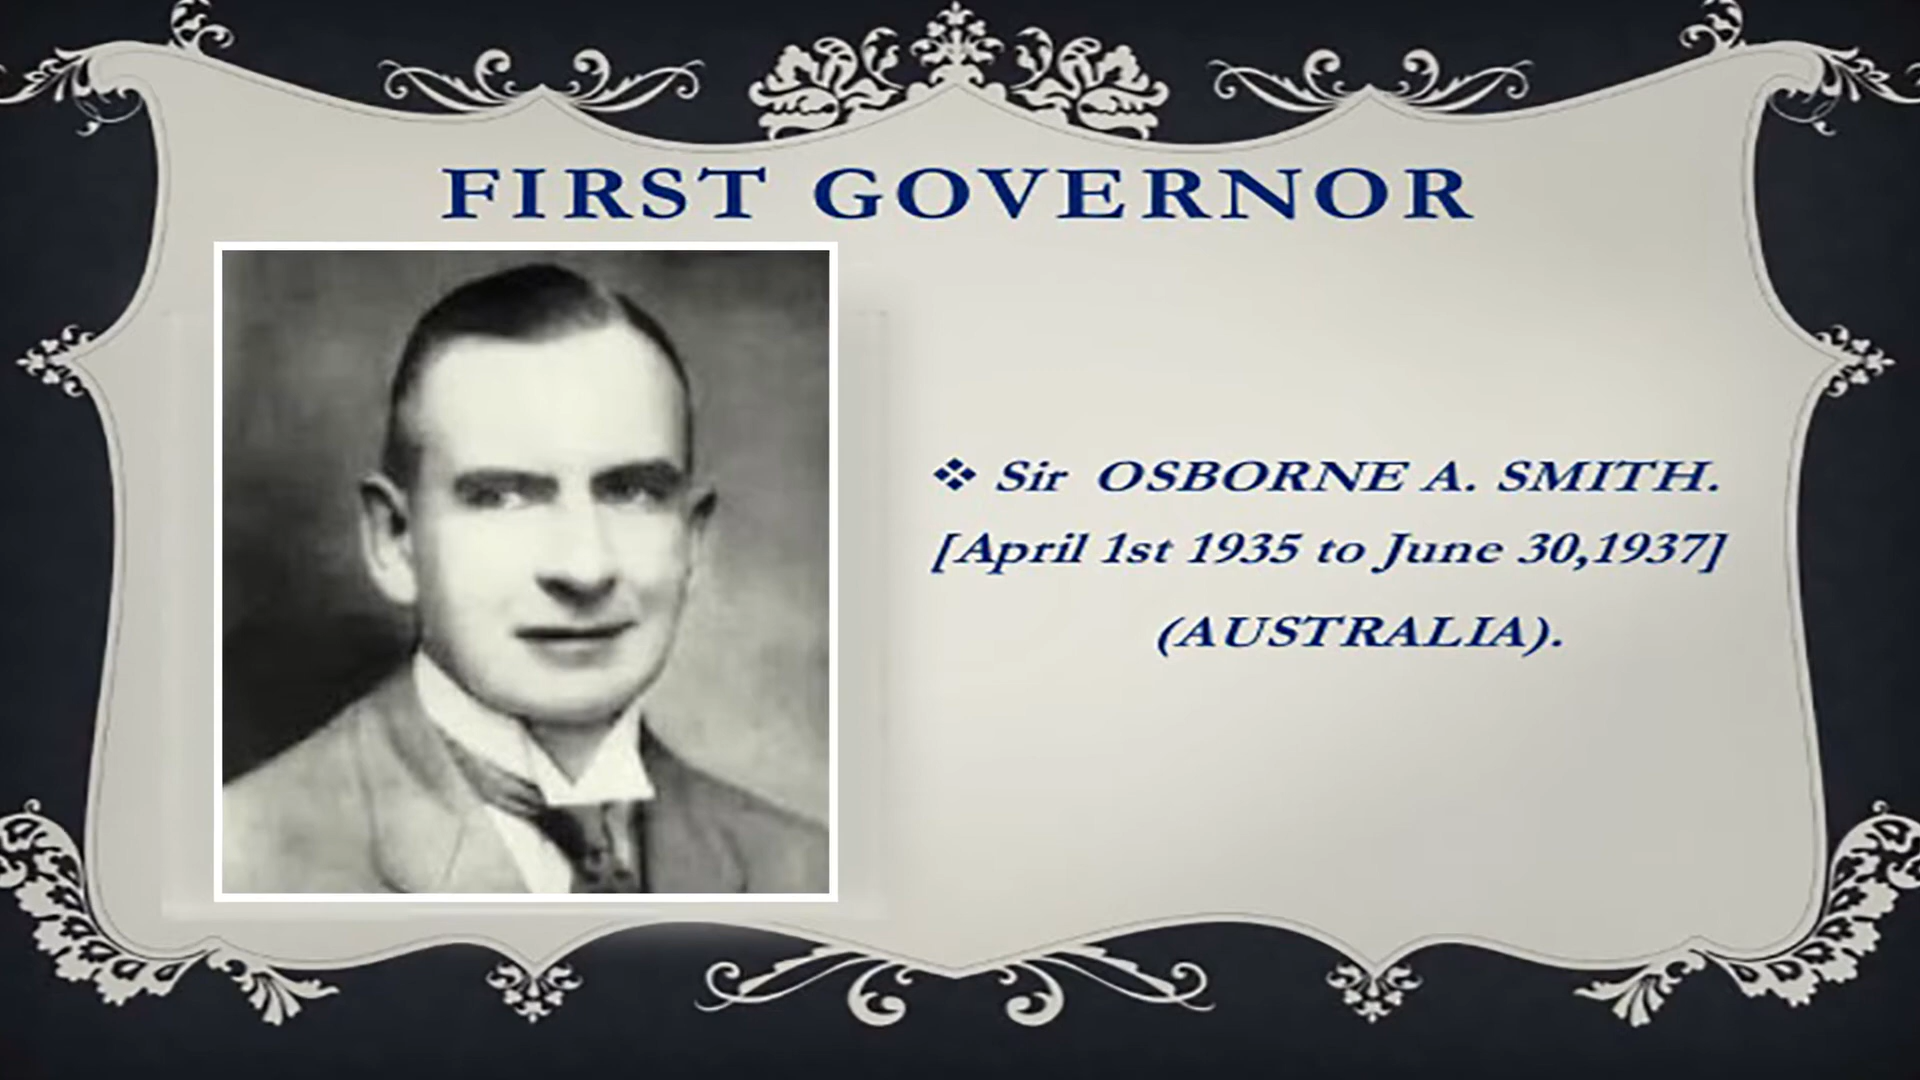 FIRST GOVERNOR
❖ Sir OSBORNE A. SMITH.
[April 1st 1935 to June 30,1937]
(AUSTRALIA).